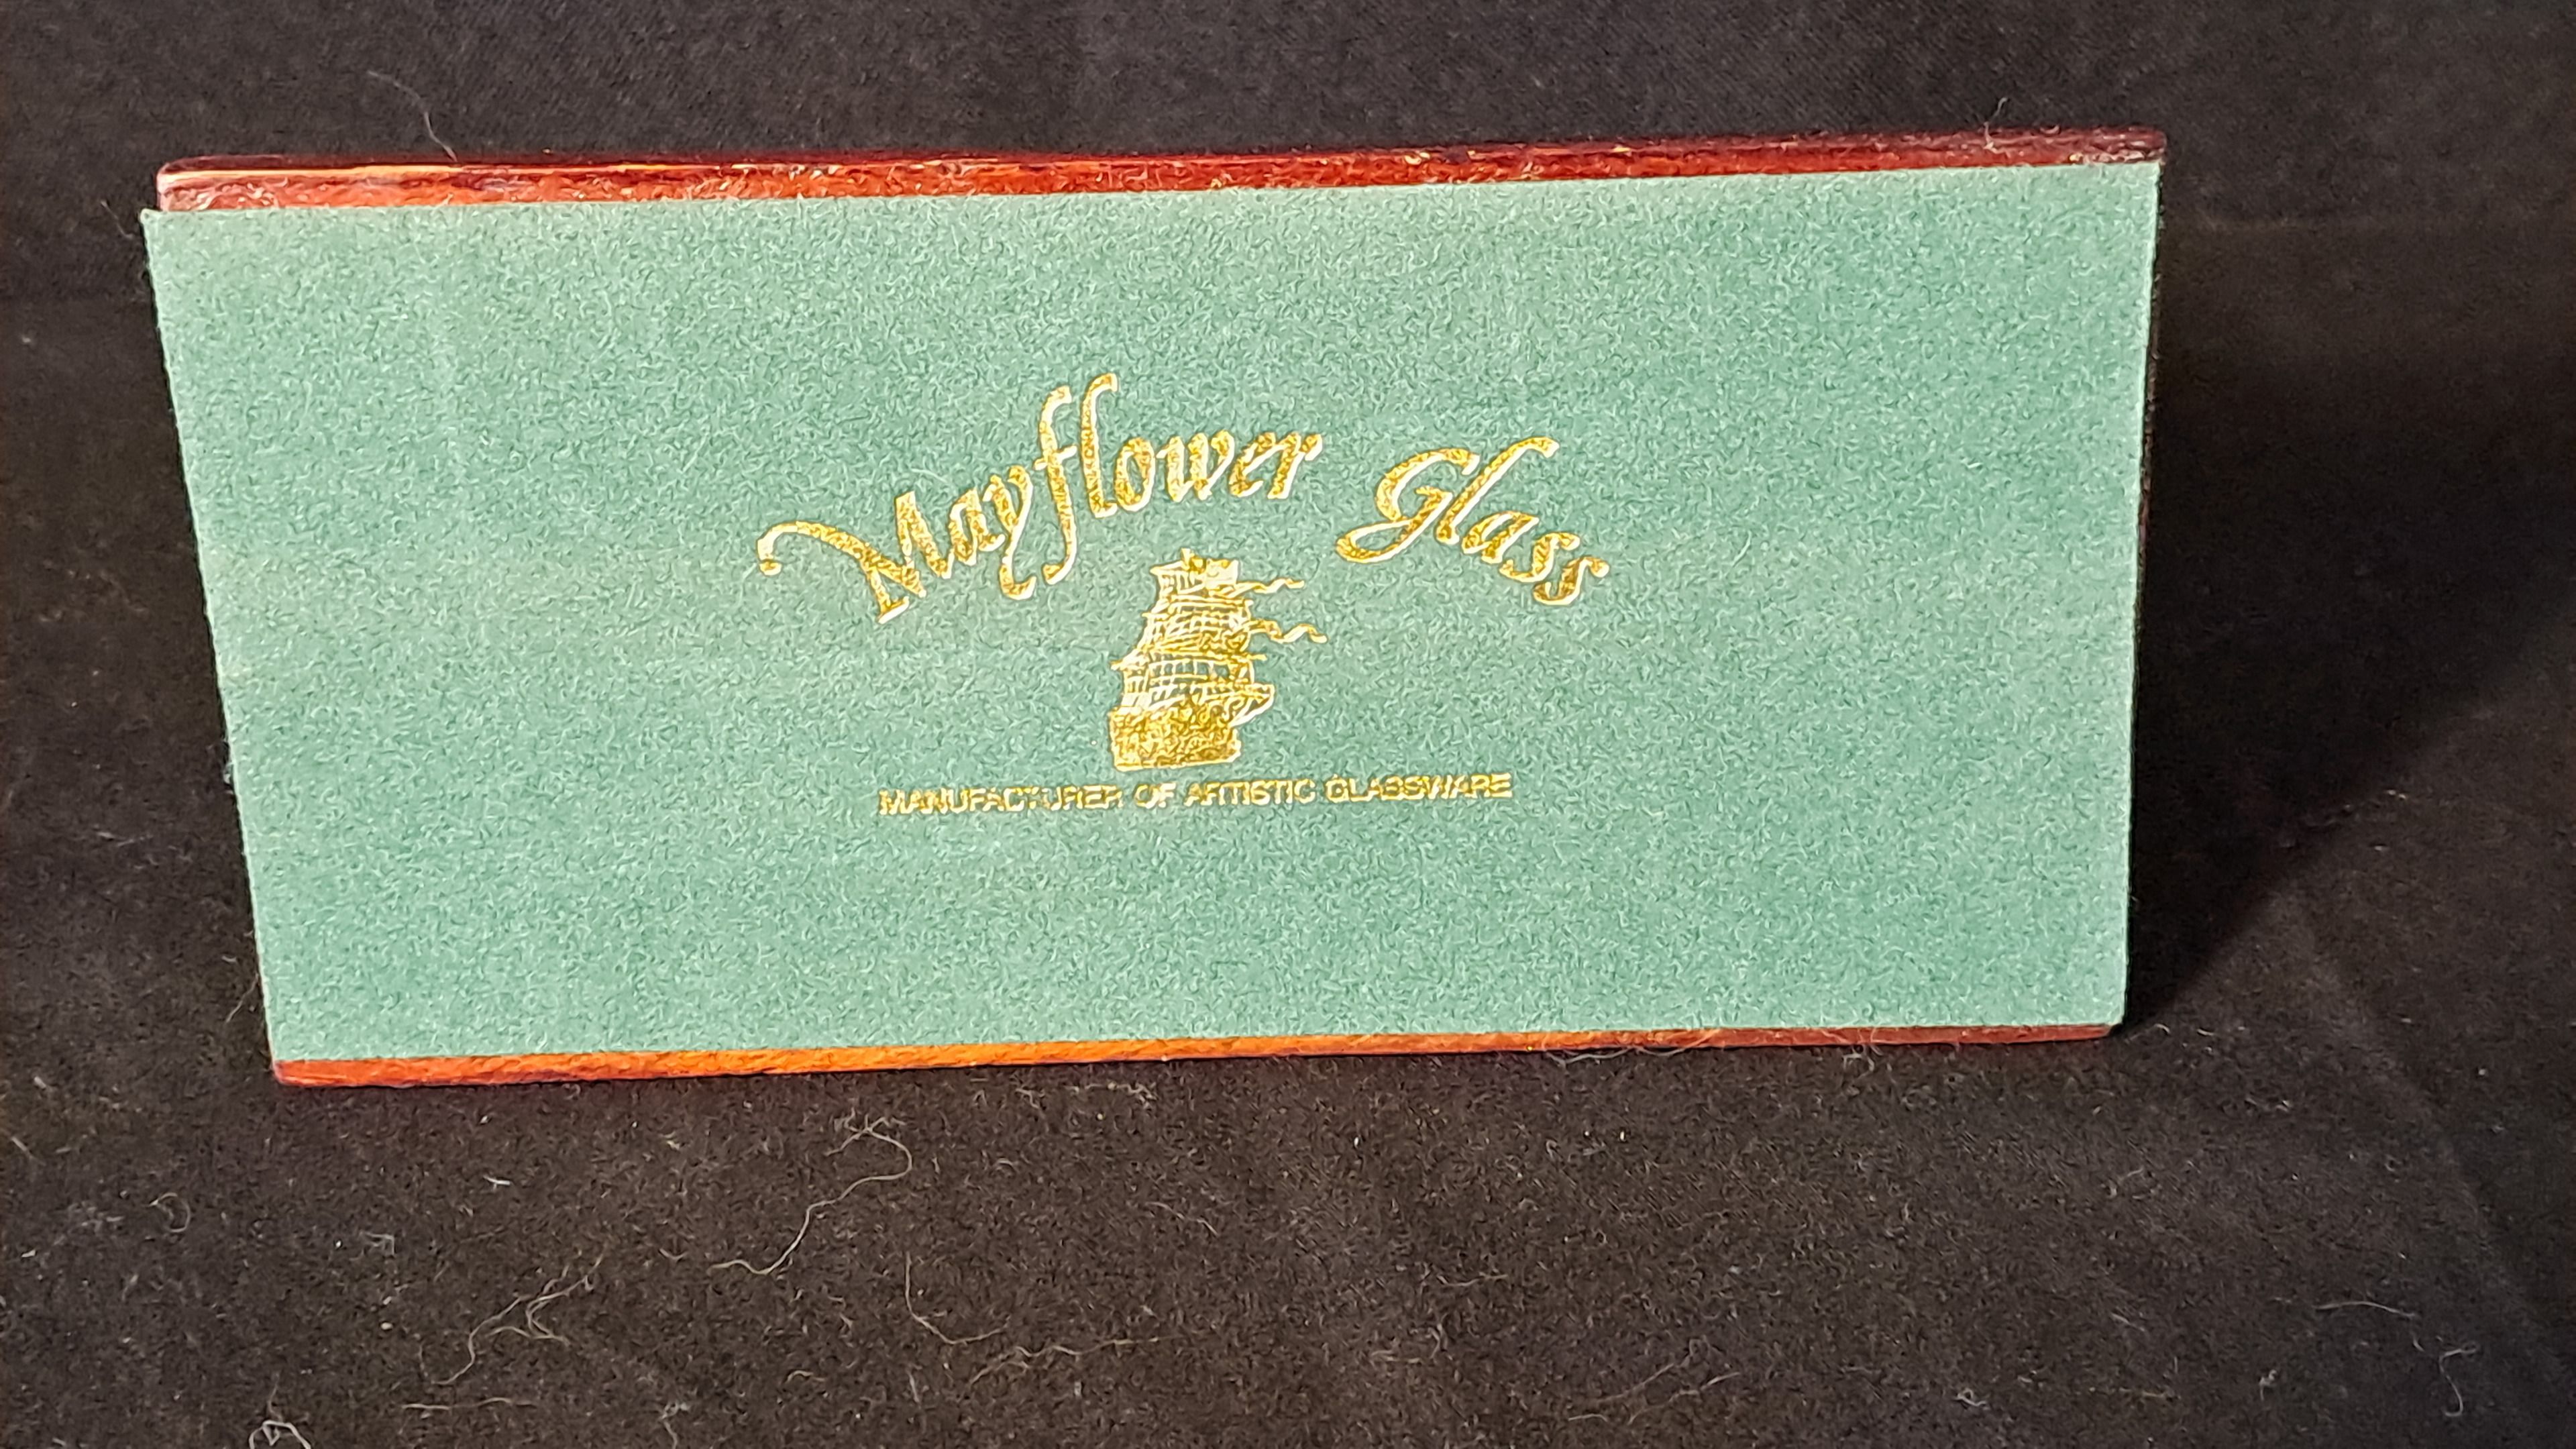 Mayflower Glass
MANUFACTURER OF ARTISTIC GLASSWARE